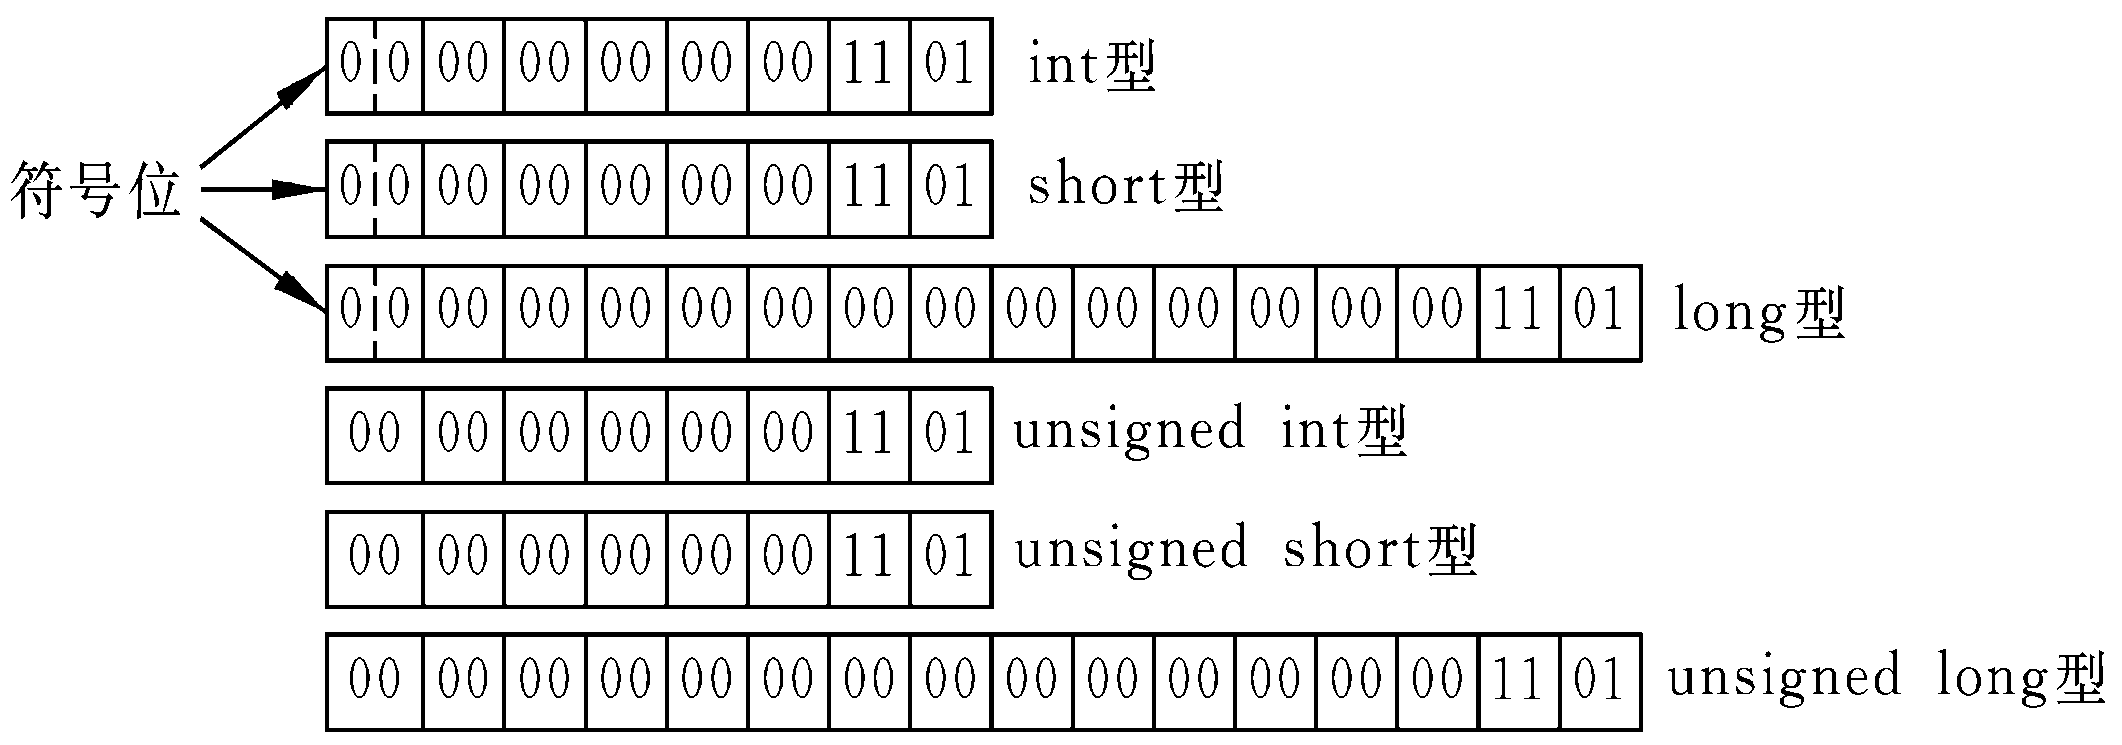 0 0 00 00 00 00 00 11 01 int型
符号位
0 0 00 00 00 00 00 11 01 short型
0 0 00 00 00 00 00 00 00 00 00 00 00 00 00 11 01 long型
00 00 00 00 00 00 11 01 unsigned int型
00 00 00 00 00 00 11 01 unsigned short型
00 00 00 00 00 00 00 00 00 00 00 00 00 00 11 01 unsigned long型